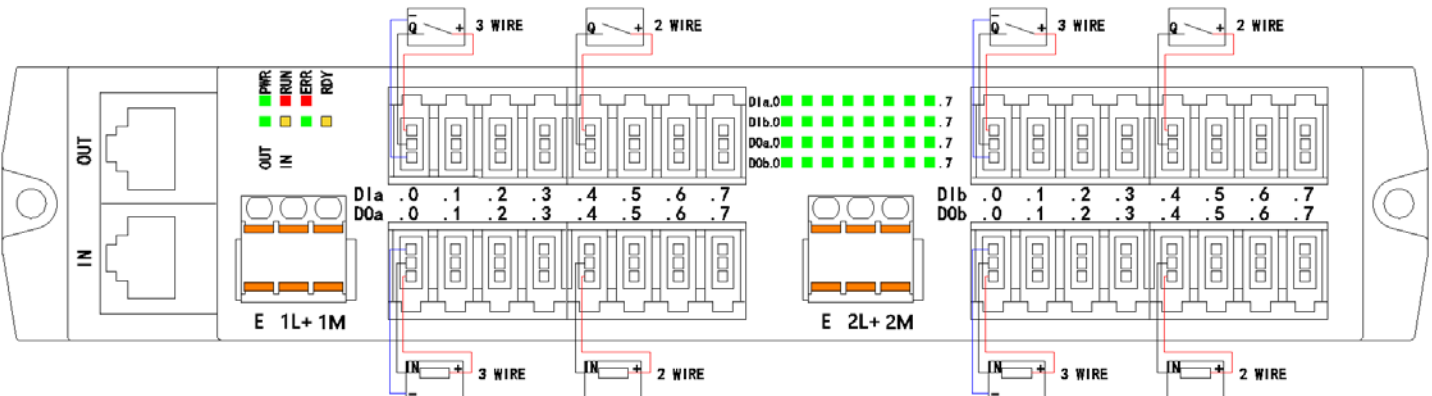 − Q + 3 WIRE
Q + 2 WIRE
− Q + 3 WIRE
Q + 2 WIRE
PWR RUN ERR RDY
OUT IN
OUT
IN
DIa.0 .7
DIb.0 .7
DOa.0 .7
DOb.0 .7
DIa .0 .1 .2 .3 .4 .5 .6 .7
DOa .0 .1 .2 .3 .4 .5 .6 .7
DIb .0 .1 .2 .3 .4 .5 .6 .7
DOb .0 .1 .2 .3 .4 .5 .6 .7
E 1L+ 1M
E 2L+ 2M
IN + − 3 WIRE
IN + 2 WIRE
IN + − 3 WIRE
IN + 2 WIRE